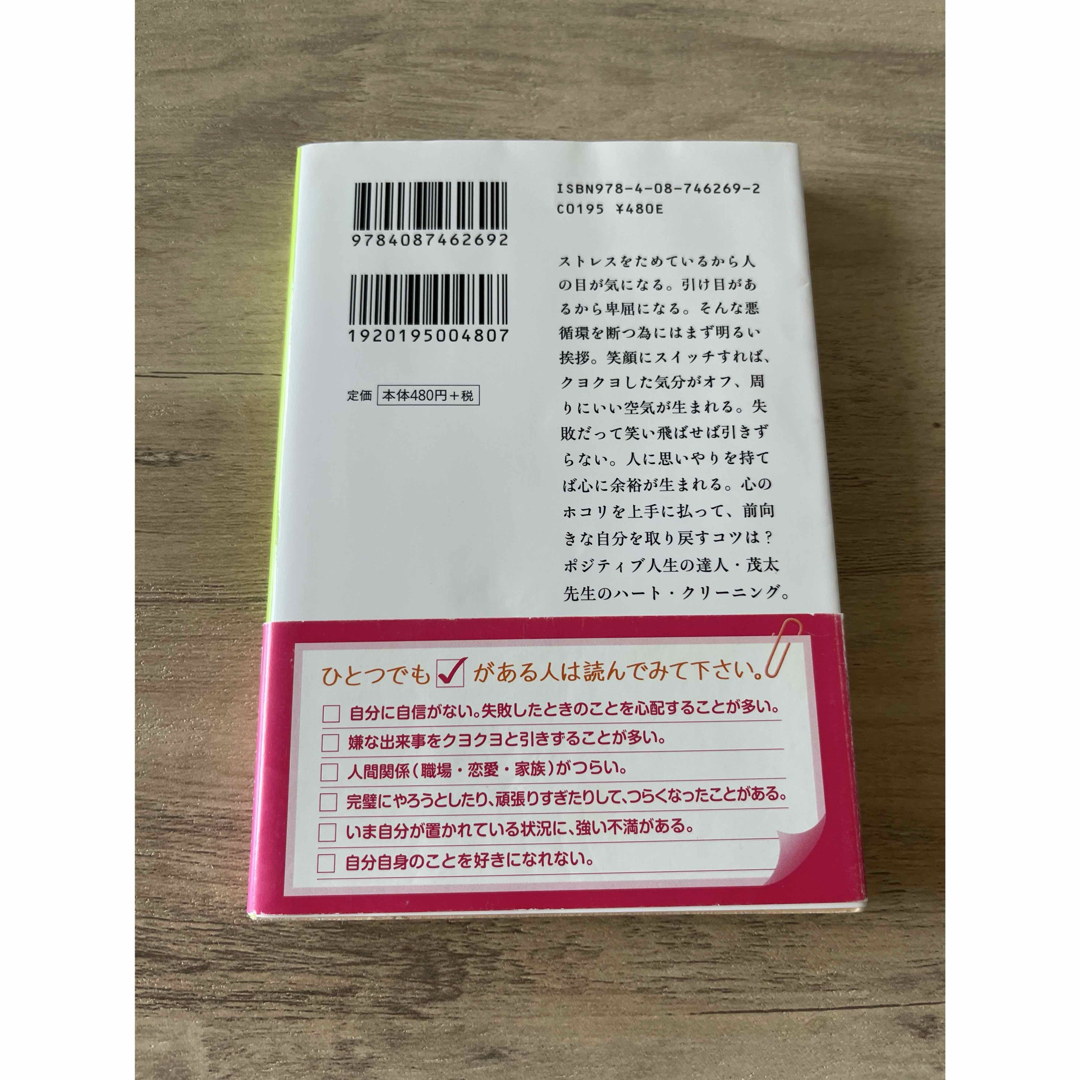 9784087462692
1920195004807
定価 本体480円+税
ISBN978-4-08-746269-2
C0195 ¥480E
ストレスをためているから人
の目が気になる。引け目があ
るから卑屈になる。そんな悪
循環を断つ為にはまず明るい
挨拶。笑顔にスイッチすれば、
クヨクヨした気分がオフ、周
りにいい空気が生まれる。失
敗だって笑い飛ばせば引きず
らない。人に思いやりを持て
ば心に余裕が生まれる。心の
ホコリを上手に払って、前向
きな自分を取り戻すコツは?
ポジティブ人生の達人・茂太
先生のハート・クリーニング。
ひとつでも☑がある人は読んでみて下さい。
□ 自分に自信がない。失敗したときのことを心配することが多い。
□ 嫌な出来事をクヨクヨと引きずることが多い。
□ 人間関係(職場・恋愛・家族)がつらい。
□ 完璧にやろうとしたり、頑張りすぎたりして、つらくなったことがある。
□ いま自分が置かれている状況に、強い不満がある。
□ 自分自身のことを好きになれない。